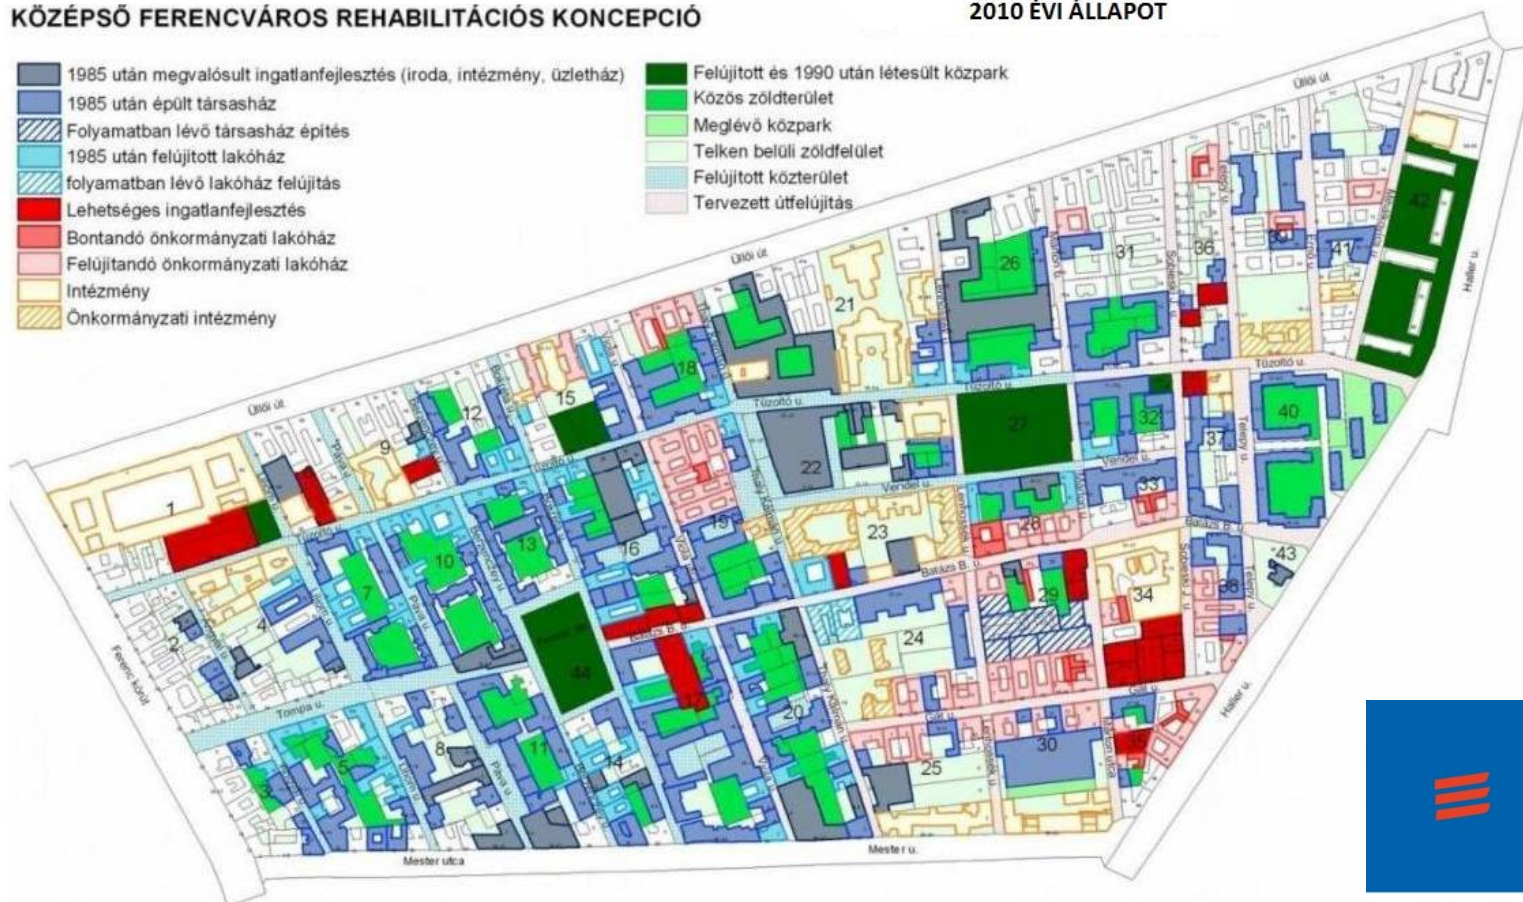 KÖZÉPSŐ FERENCVÁROS REHABILITÁCIÓS KONCEPCIÓ
2010 ÉVI ÁLLAPOT
1985 után megvalósult ingatlanfejlesztés (iroda, intézmény, üzletház)
1985 után épült társasház
Folyamatban lévő társasház építés
1985 után felújított lakóház
folyamatban lévő lakóház felújítás
Lehetséges ingatlanfejlesztés
Bontandó önkormányzati lakóház
Felújítandó önkormányzati lakóház
Intézmény
Önkormányzati intézmény
Felújított és 1990 után létesült közpark
Közös zöldterület
Meglévő közpark
Telken belüli zöldfelület
Felújított közterület
Tervezett útfelújítás
Üllői út
42
36
39
41
31
26
Haller u.
Üllői út
21
Tűzoltó u.
18
Tűzoltó u.
Tűzoltó u.
40
Üllői út
12
15
27
32
37
Telepy u.
9
22
Vendel u.
Vendel u.
33
1
19
23
28
Balázs B. u.
43
10
13
16
Viola u.
Balázs B. u.
7
29
34
38
4
2
Balázs B. u.
24
44
Ferenc körút
17
Gát u.
Haller u.
Tompa u.
20
Gát u.
8
11
14
25
30
35
5
3
Márton utca
Mester utca
Mester u.